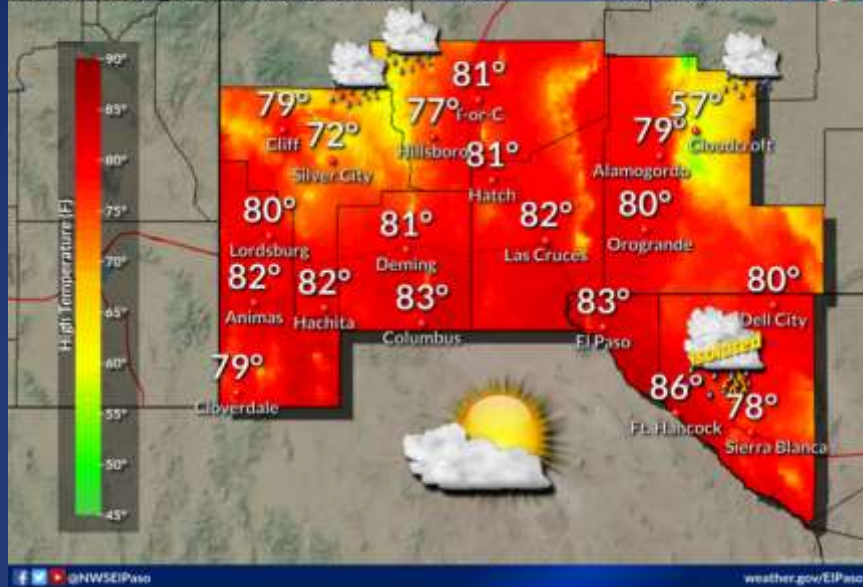 High Temperature (F)
90°
85°
80°
75°
70°
65°
60°
55°
50°
45°
79°
Cliff
72°
Silver City
77°
Hillsboro
81°
T-or-C
81°
Hatch
57°
Cloudcroft
79°
Alamogordo
80°
Lordsburg
81°
Deming
82°
Las Cruces
80°
Orogrande
82°
Animas
82°
Hachita
83°
Columbus
83°
El Paso
80°
Dell City
Isolated
79°
Cloverdale
86°
Ft. Hancock
78°
Sierra Blanca
@NWSElPaso
weather.gov/ElPaso